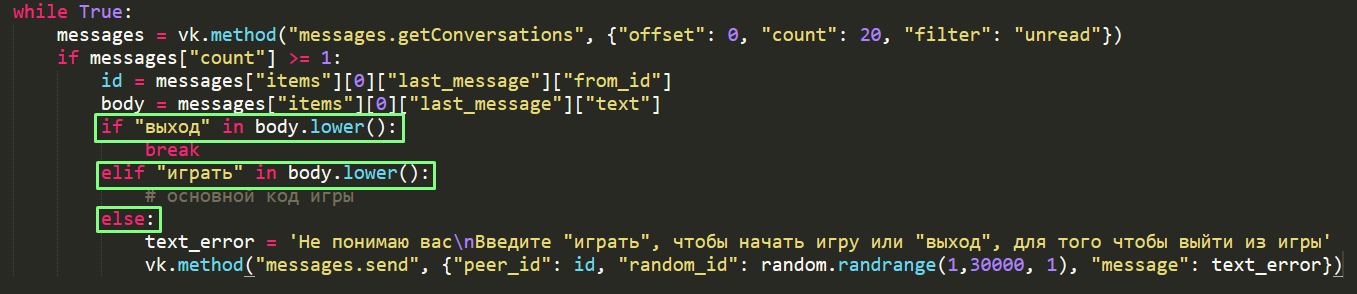 while True:
    messages = vk.method("messages.getConversations", {"offset": 0, "count": 20, "filter": "unread"})
    if messages["count"] >= 1:
        id = messages["items"][0]["last_message"]["from_id"]
        body = messages["items"][0]["last_message"]["text"]
        if "выход" in body.lower():
            break
        elif "играть" in body.lower():
            # основной код игры
        else:
            text_error = 'Не понимаю вас\nВведите "играть", чтобы начать игру или "выход", для того чтобы выйти из игры'
            vk.method("messages.send", {"peer_id": id, "random_id": random.randrange(1,30000, 1), "message": text_error})